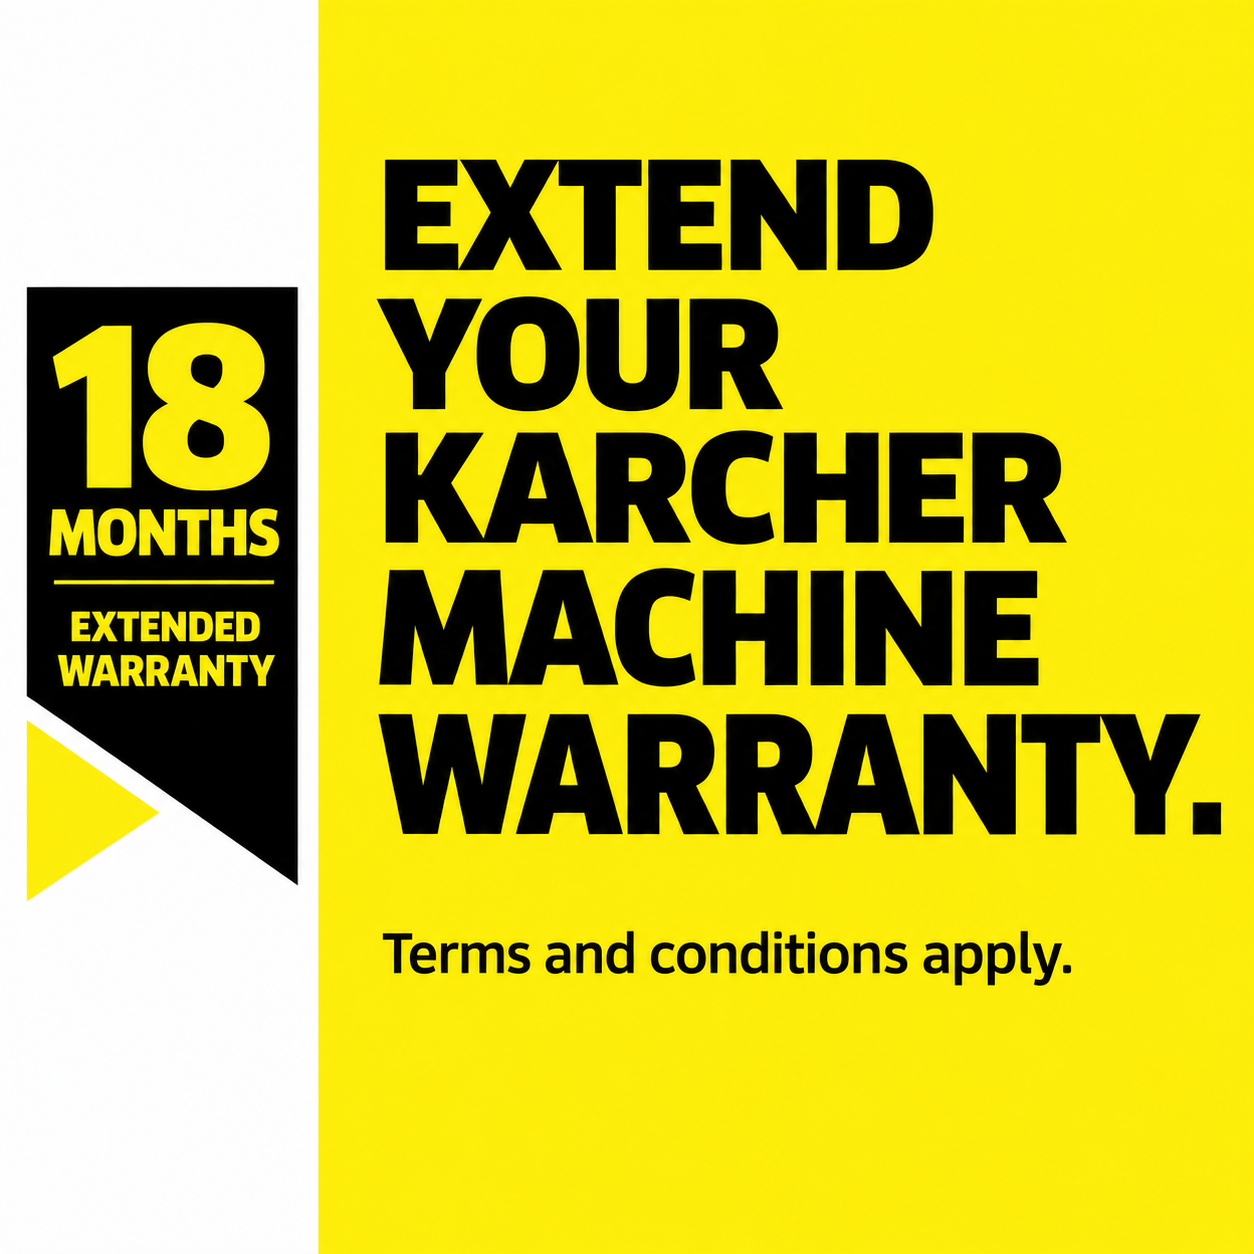 18
MONTHS
EXTENDED
WARRANTY
EXTEND
YOUR
KARCHER
MACHINE
WARRANTY.
Terms and conditions apply.